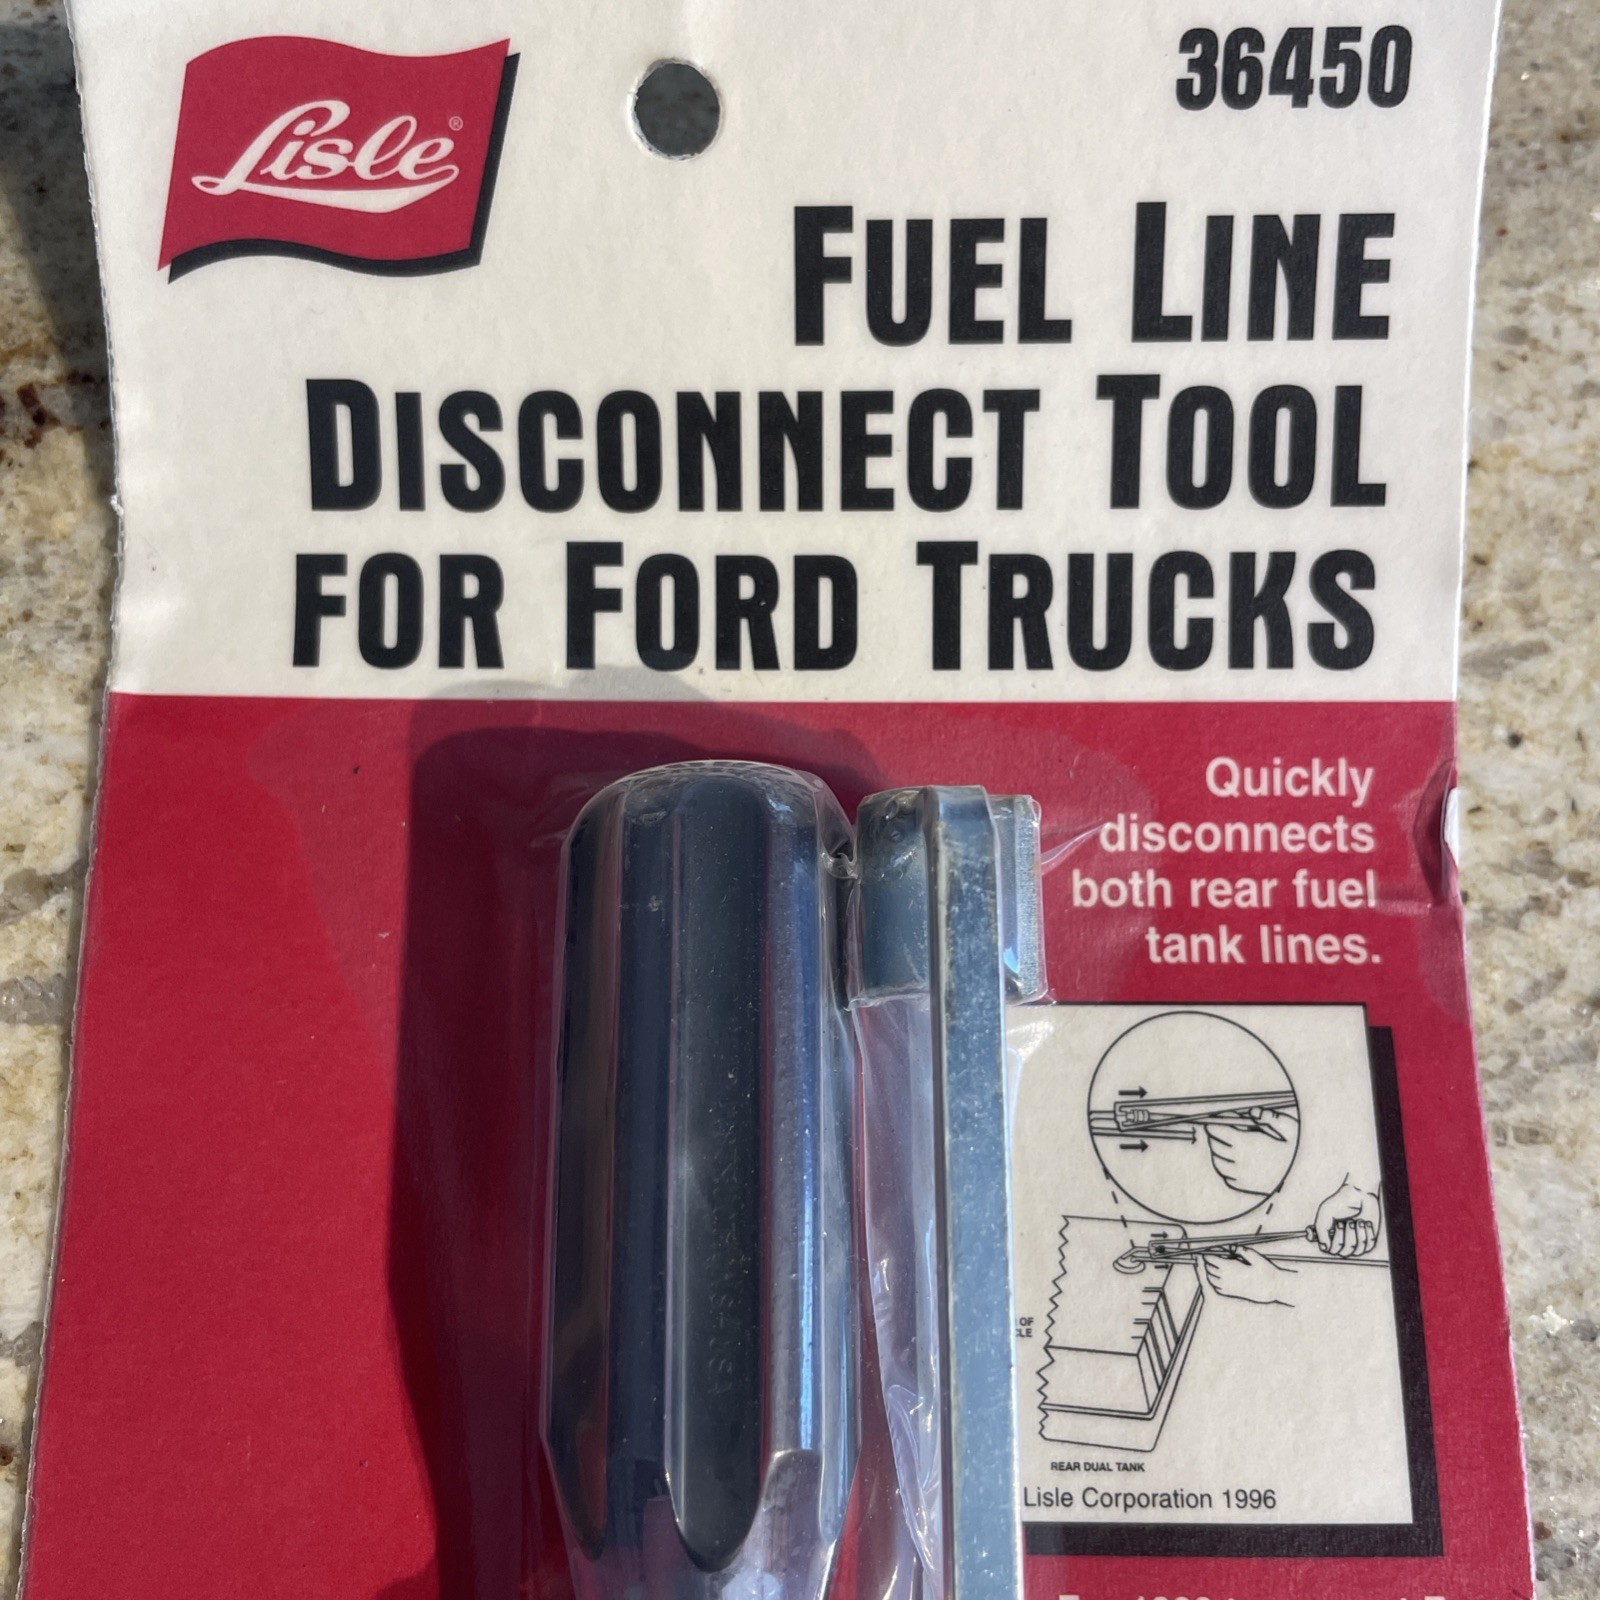 Lisle®
36450
FUEL LINE
DISCONNECT TOOL
FOR FORD TRUCKS
Quickly
disconnects
both rear fuel
tank lines.
OF
REAR DUAL TANK
Lisle Corporation 1996